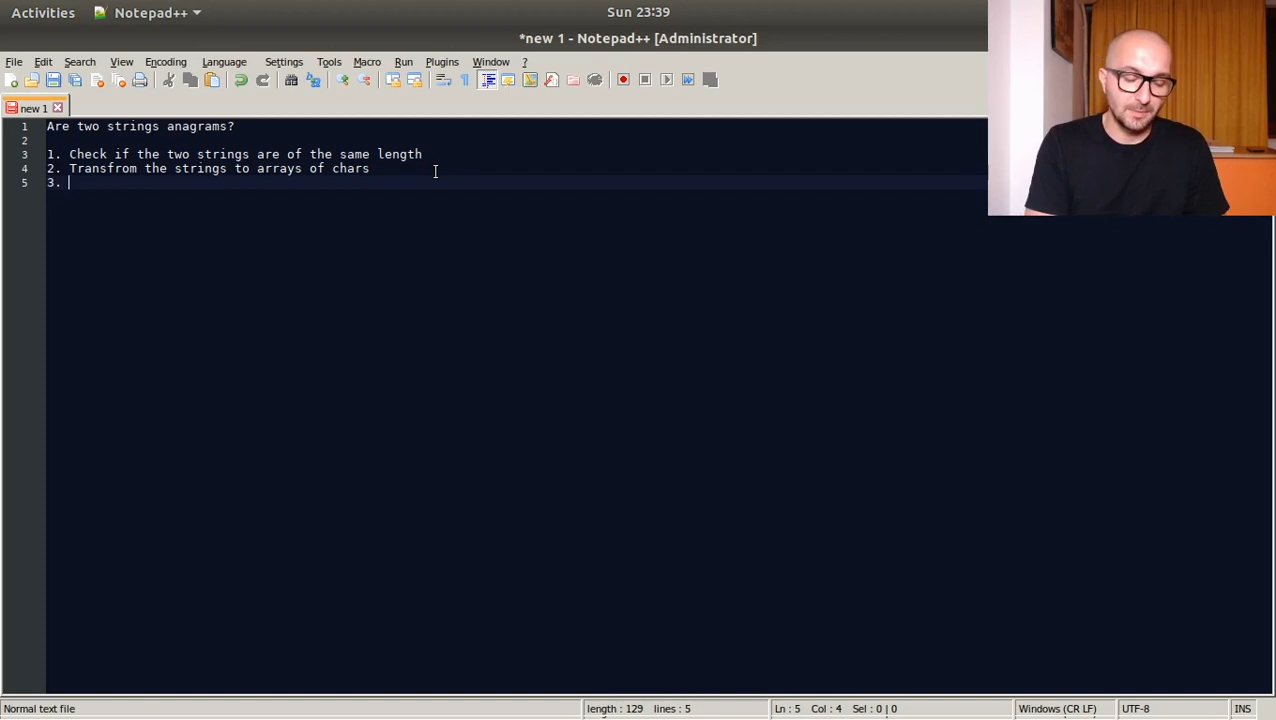 Activities Notepad++ Sun 23:39
*new 1 - Notepad++ [Administrator]
File Edit Search View Encoding Language Settings Tools Macro Run Plugins Window ?
new 1
1 Are two strings anagrams?
2
3 1. Check if the two strings are of the same length
4 2. Transfrom the strings to arrays of chars
5 3.
Normal text file length : 129 lines : 5 Ln : 5 Col : 4 Sel : 0 | 0 Windows (CR LF) UTF-8 INS